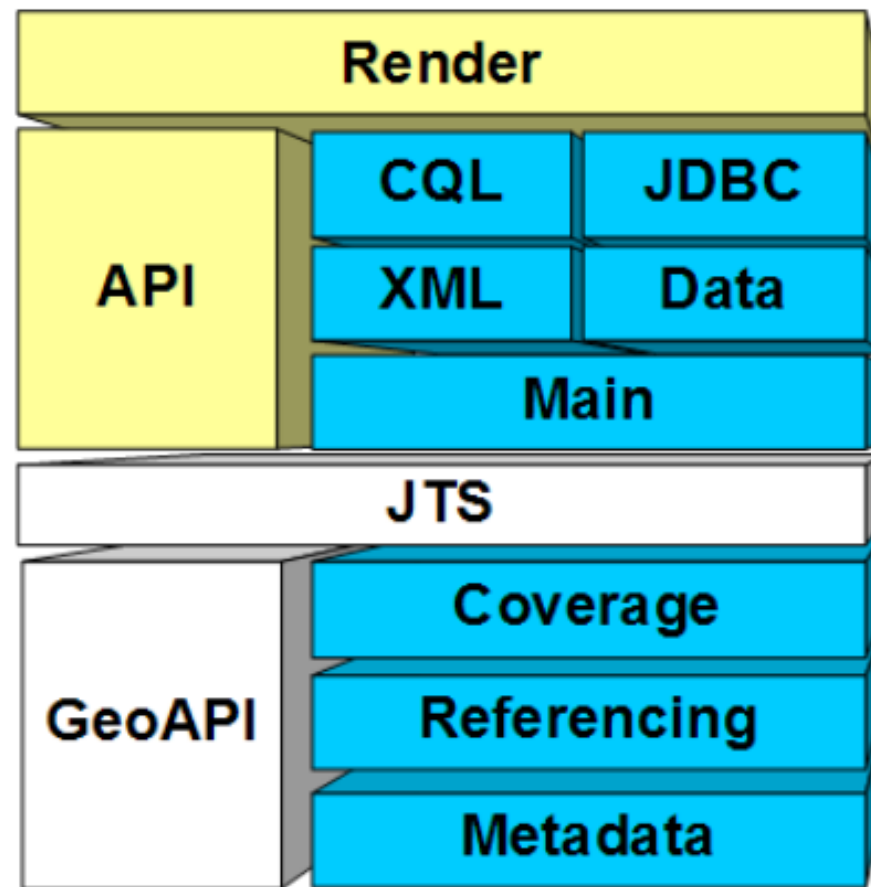 Render
API
CQL
JDBC
XML
Data
Main
JTS
GeoAPI
Coverage
Referencing
Metadata